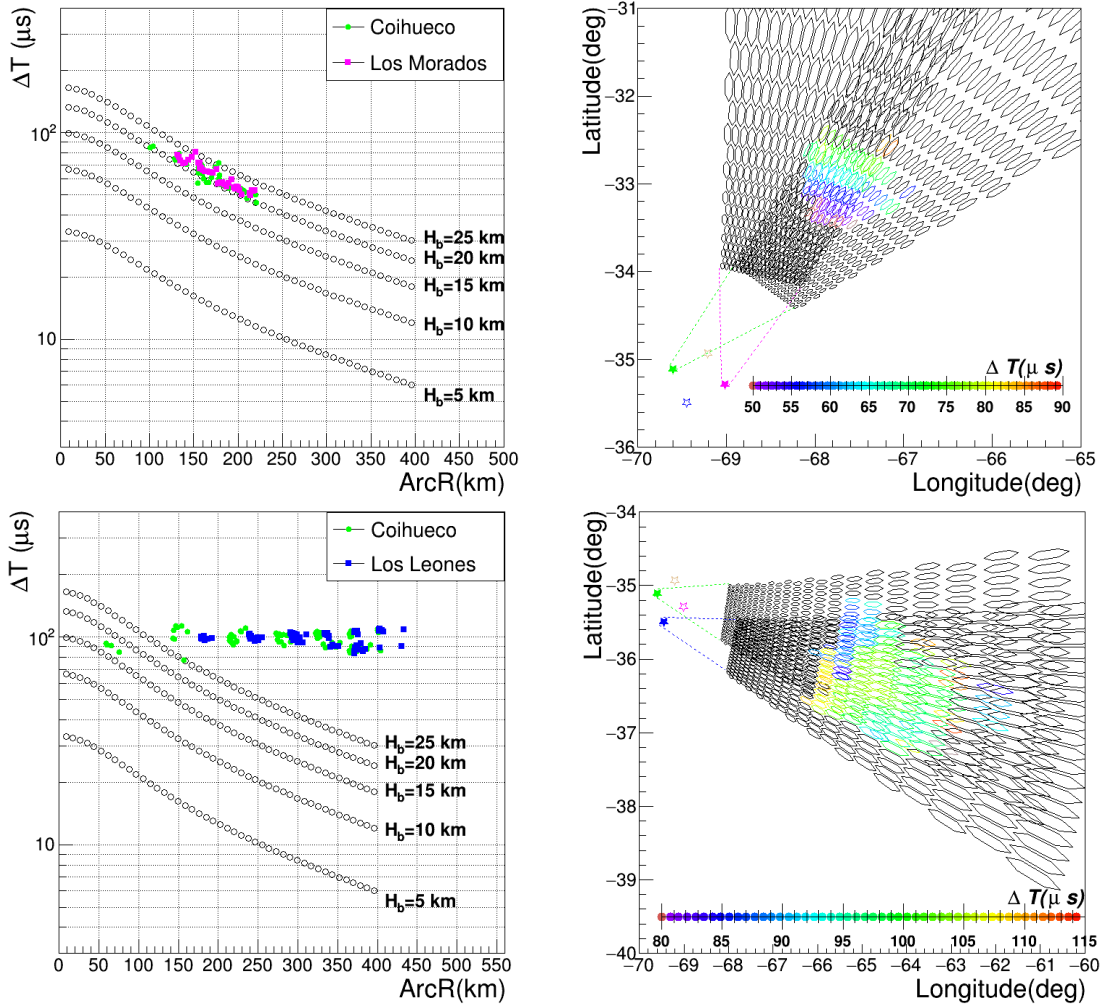 ΔT (μs)
Coihueco
Los Morados
10²
10
H_b=25 km
H_b=20 km
H_b=15 km
H_b=10 km
H_b=5 km
0 50 100 150 200 250 300 350 400 450 500
ArcR(km)
Latitude(deg)
−31
−32
−33
−34
−35
−36
Δ T(μ s)
50 55 60 65 70 75 80 85 90
−70 −69 −68 −67 −66 −65
Longitude(deg)
ΔT (μs)
Coihueco
Los Leones
10²
10
H_b=25 km
H_b=20 km
H_b=15 km
H_b=10 km
H_b=5 km
0 50 100 150 200 250 300 350 400 450 500 550
ArcR(km)
Latitude(deg)
−34
−35
−36
−37
−38
−39
−40
Δ T(μ s)
80 85 90 95 100 105 110 115
−70 −69 −68 −67 −66 −65 −64 −63 −62 −61 −60
Longitude(deg)